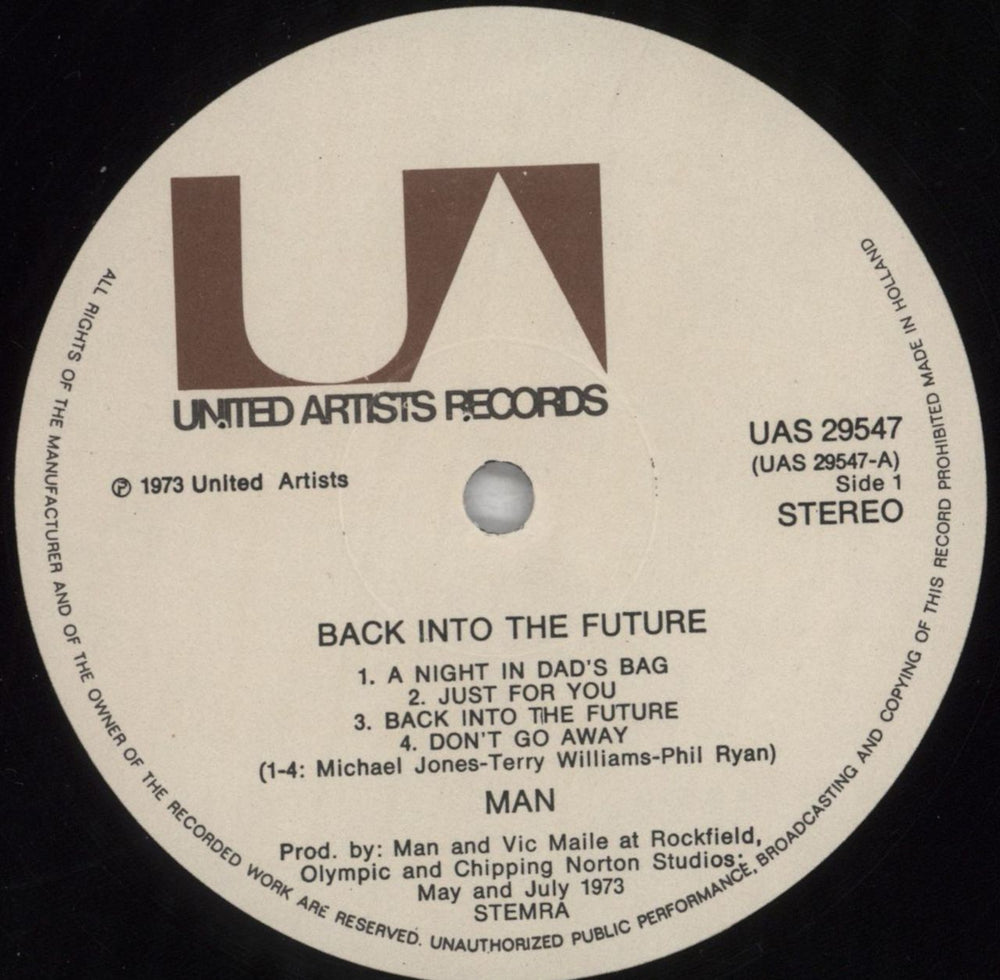 UA
UNITED ARTISTS RECORDS
℗ 1973 United Artists
UAS 29547
(UAS 29547-A)
Side 1
STEREO
BACK INTO THE FUTURE
1. A NIGHT IN DAD'S BAG
2. JUST FOR YOU
3. BACK INTO THE FUTURE
4. DON'T GO AWAY
(1-4: Michael Jones-Terry Williams-Phil Ryan)
MAN
Prod. by: Man and Vic Maile at Rockfield,
Olympic and Chipping Norton Studios;
May and July 1973
STEMRA
ALL RIGHTS OF THE MANUFACTURER AND OF THE OWNER OF THE RECORDED WORK ARE RESERVED. UNAUTHORIZED PUBLIC PERFORMANCE, BROADCASTING AND COPYING OF THIS RECORD PROHIBITED MADE IN HOLLAND